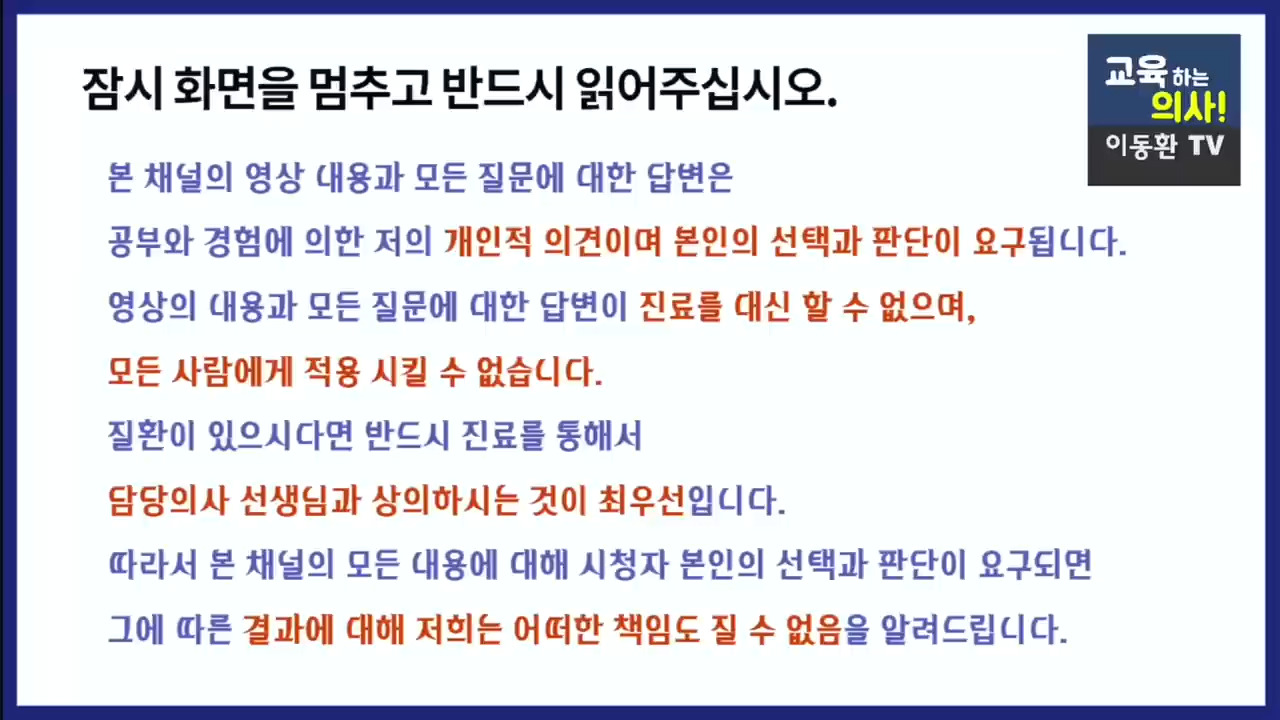 잠시 화면을 멈추고 반드시 읽어주십시오.
교육하는
의사!
이동환 TV
본 채널의 영상 내용과 모든 질문에 대한 답변은
공부와 경험에 의한 저의 개인적 의견이며 본인의 선택과 판단이 요구됩니다.
영상의 내용과 모든 질문에 대한 답변이 진료를 대신 할 수 없으며,
모든 사람에게 적용 시킬 수 없습니다.
질환이 있으시다면 반드시 진료를 통해서
담당의사 선생님과 상의하시는 것이 최우선입니다.
따라서 본 채널의 모든 내용에 대해 시청자 본인의 선택과 판단이 요구되면
그에 따른 결과에 대해 저희는 어떠한 책임도 질 수 없음을 알려드립니다.